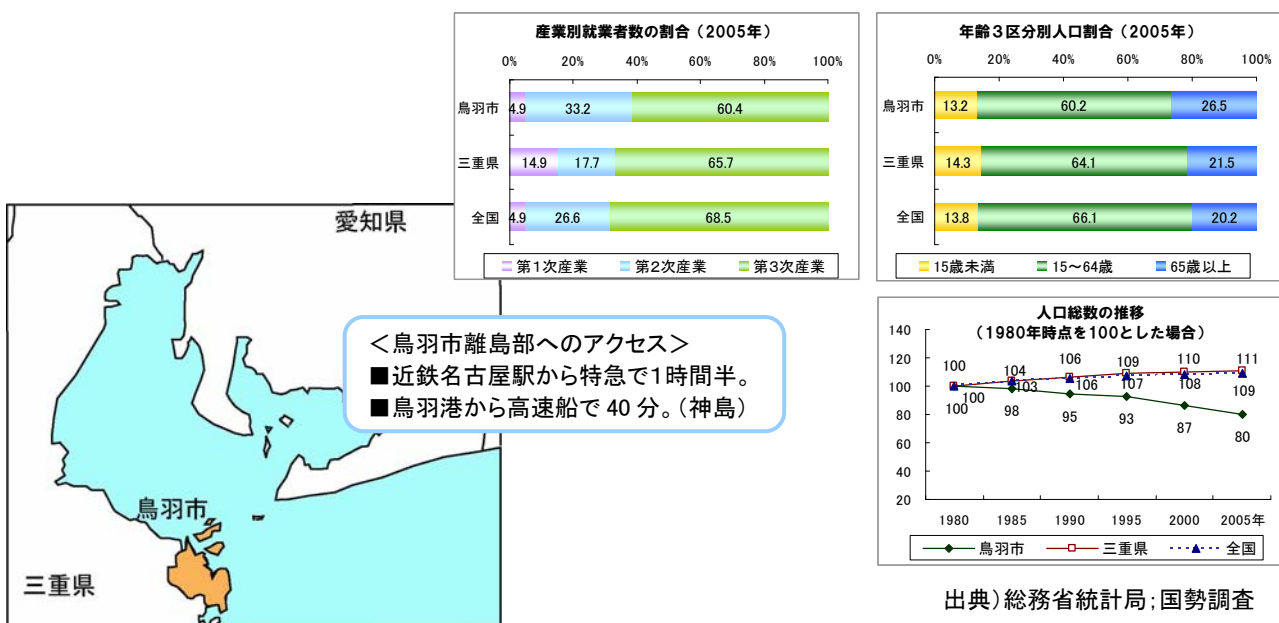 産業別就業者数の割合（2005年）
0% 20% 40% 60% 80% 100%
鳥羽市 4.9 33.2 60.4
三重県 14.9 17.7 65.7
全国 4.9 26.6 68.5
第1次産業 第2次産業 第3次産業
年齢３区分別人口割合（2005年）
0% 20% 40% 60% 80% 100%
鳥羽市 13.2 60.2 26.5
三重県 14.3 64.1 21.5
全国 13.8 66.1 20.2
15歳未満 15～64歳 65歳以上
愛知県
鳥羽市
三重県
＜鳥羽市離島部へのアクセス＞
■近鉄名古屋駅から特急で１時間半。
■鳥羽港から高速船で 40 分。（神島）
人口総数の推移
（1980年時点を100とした場合）
140
120
100
80
60
40
20
100 104 106 109 110 111
100 103 106 107 108 109
100 98 95 93 87 80
1980 1985 1990 1995 2000 2005年
鳥羽市 三重県 全国
出典）総務省統計局；国勢調査